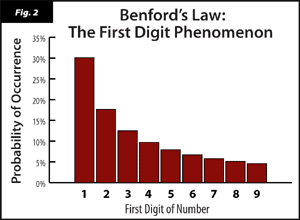 Fig. 2
Benford's Law:
The First Digit Phenomenon
Probability of Occurrence
35%
30%
25%
20%
15%
10%
5%
0%
1 2 3 4 5 6 7 8 9
First Digit of Number